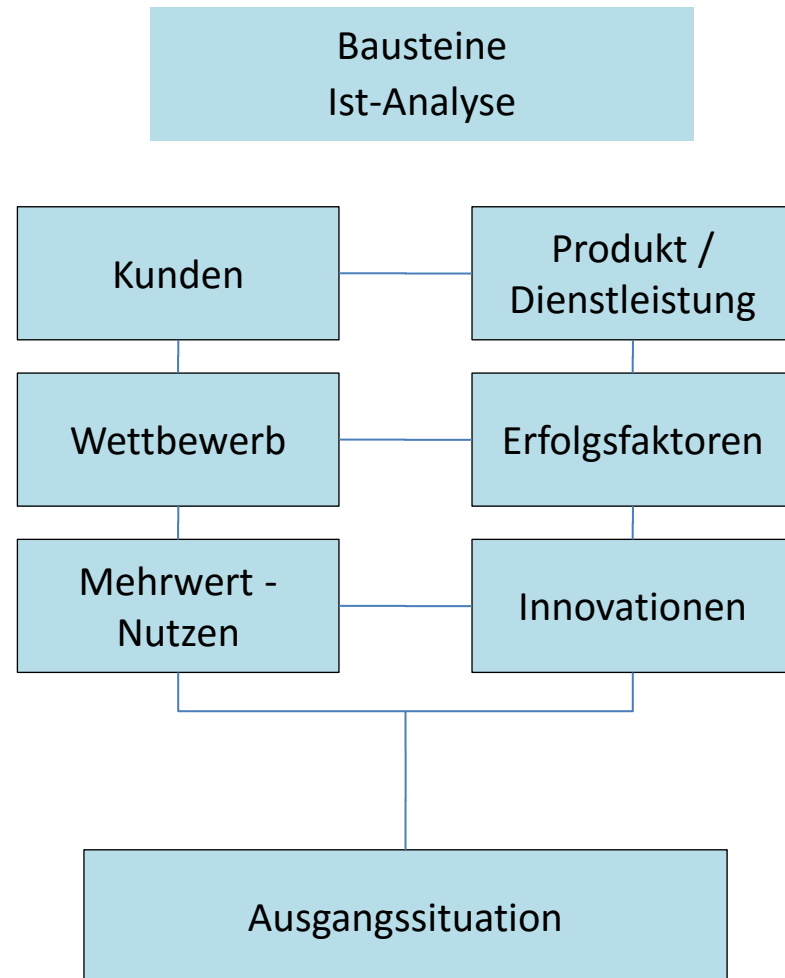 Bausteine
Ist-Analyse
Kunden
Produkt /
Dienstleistung
Wettbewerb
Erfolgsfaktoren
Mehrwert -
Nutzen
Innovationen
Ausgangssituation